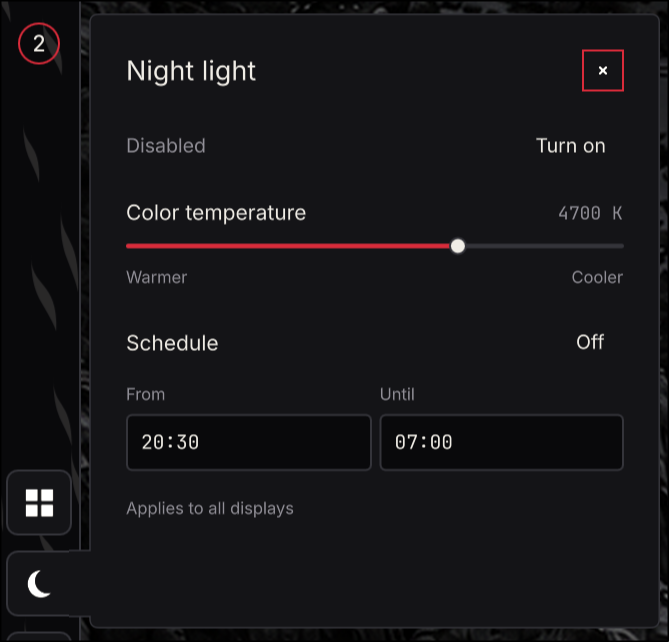 2
Night light
×
Disabled Turn on
Color temperature 4700 K
Warmer Cooler
Schedule Off
From Until
20:30 07:00
Applies to all displays